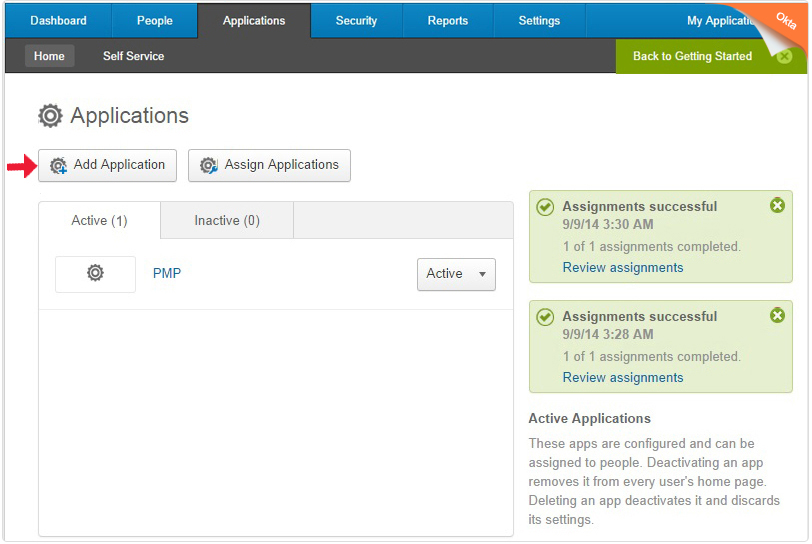 Dashboard People Applications Security Reports Settings My Applicatio
Okta
Home Self Service Back to Getting Started
Applications
Add Application Assign Applications
Active (1) Inactive (0)
PMP Active
Assignments successful
9/9/14 3:30 AM
1 of 1 assignments completed.
Review assignments
Assignments successful
9/9/14 3:28 AM
1 of 1 assignments completed.
Review assignments
Active Applications
These apps are configured and can be
assigned to people. Deactivating an app
removes it from every user's home page.
Deleting an app deactivates it and discards
its settings.